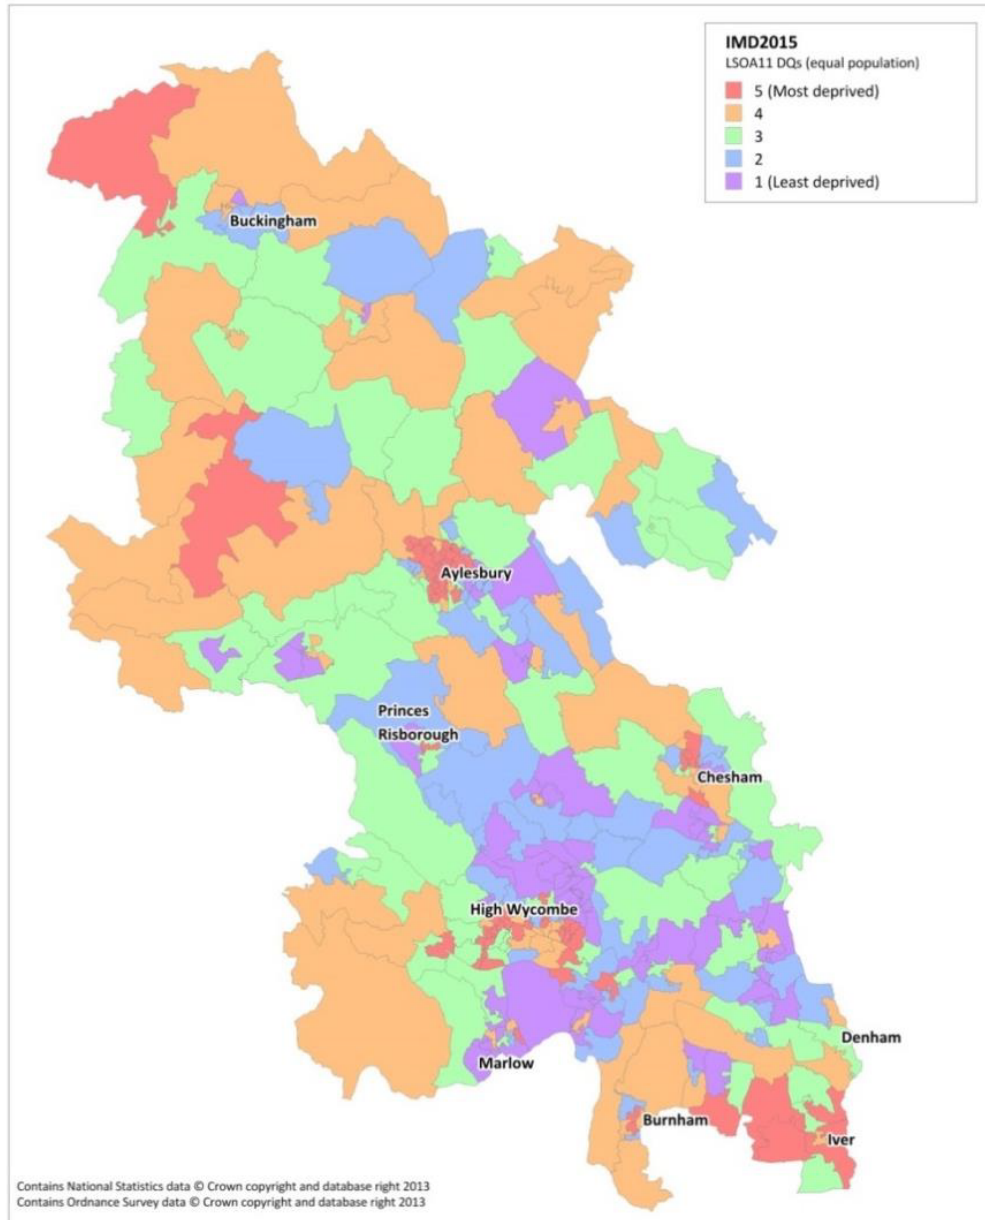 IMD2015
LSOA11 DQs (equal population)
5 (Most deprived)
4
3
2
1 (Least deprived)
Buckingham
Aylesbury
Princes
Risborough
Chesham
High Wycombe
Denham
Marlow
Burnham
Iver
Contains National Statistics data © Crown copyright and database right 2013
Contains Ordnance Survey data © Crown copyright and database right 2013